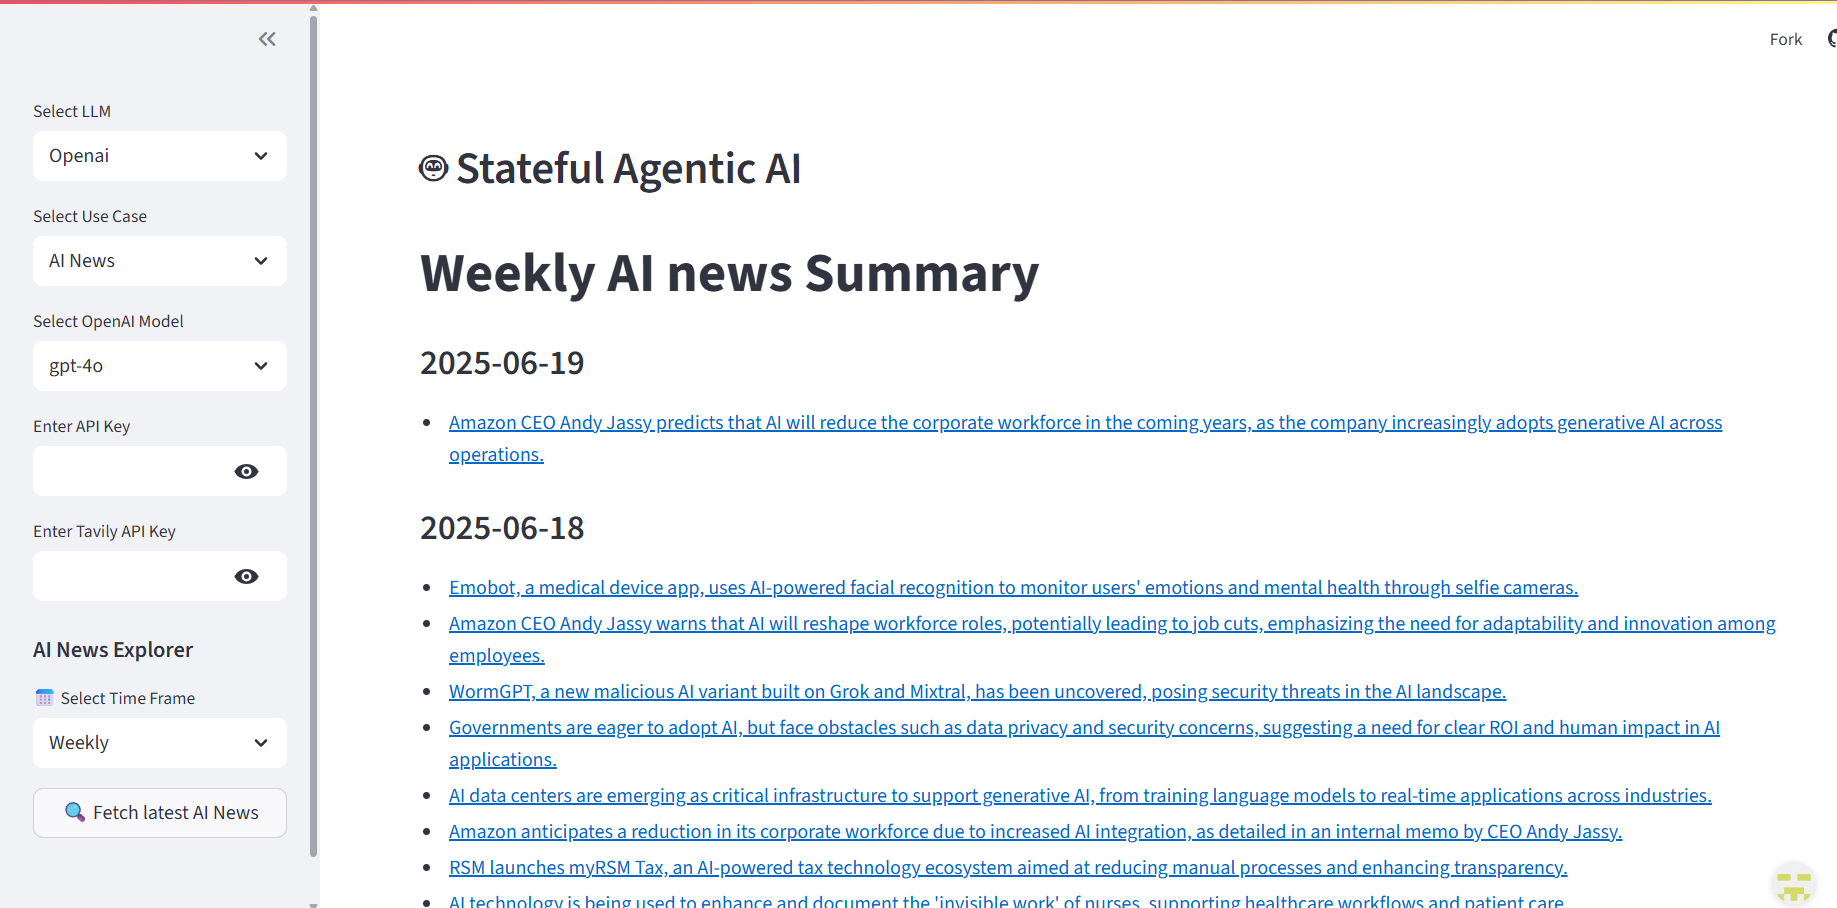 Fork
Select LLM
Openai
Select Use Case
AI News
Select OpenAI Model
gpt-4o
Enter API Key
Enter Tavily API Key
AI News Explorer
Select Time Frame
Weekly
Fetch latest AI News
Stateful Agentic AI
Weekly AI news Summary
2025-06-19
Amazon CEO Andy Jassy predicts that AI will reduce the corporate workforce in the coming years, as the company increasingly adopts generative AI across
operations.
2025-06-18
Emobot, a medical device app, uses AI-powered facial recognition to monitor users' emotions and mental health through selfie cameras.
Amazon CEO Andy Jassy warns that AI will reshape workforce roles, potentially leading to job cuts, emphasizing the need for adaptability and innovation among
employees.
WormGPT, a new malicious AI variant built on Grok and Mixtral, has been uncovered, posing security threats in the AI landscape.
Governments are eager to adopt AI, but face obstacles such as data privacy and security concerns, suggesting a need for clear ROI and human impact in AI
applications.
AI data centers are emerging as critical infrastructure to support generative AI, from training language models to real-time applications across industries.
Amazon anticipates a reduction in its corporate workforce due to increased AI integration, as detailed in an internal memo by CEO Andy Jassy.
RSM launches myRSM Tax, an AI-powered tax technology ecosystem aimed at reducing manual processes and enhancing transparency.
AI technology is being used to enhance and document the 'invisible work' of nurses, supporting healthcare workflows and patient care.